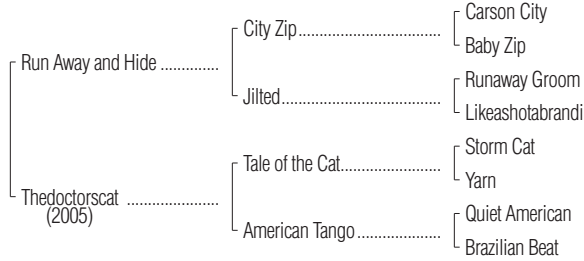 Carson City
City Zip
Baby Zip
Run Away and Hide
Runaway Groom
Jilted
Likeashotabrandi
Storm Cat
Tale of the Cat
Yarn
Thedoctorscat
(2005)
Quiet American
American Tango
Brazilian Beat